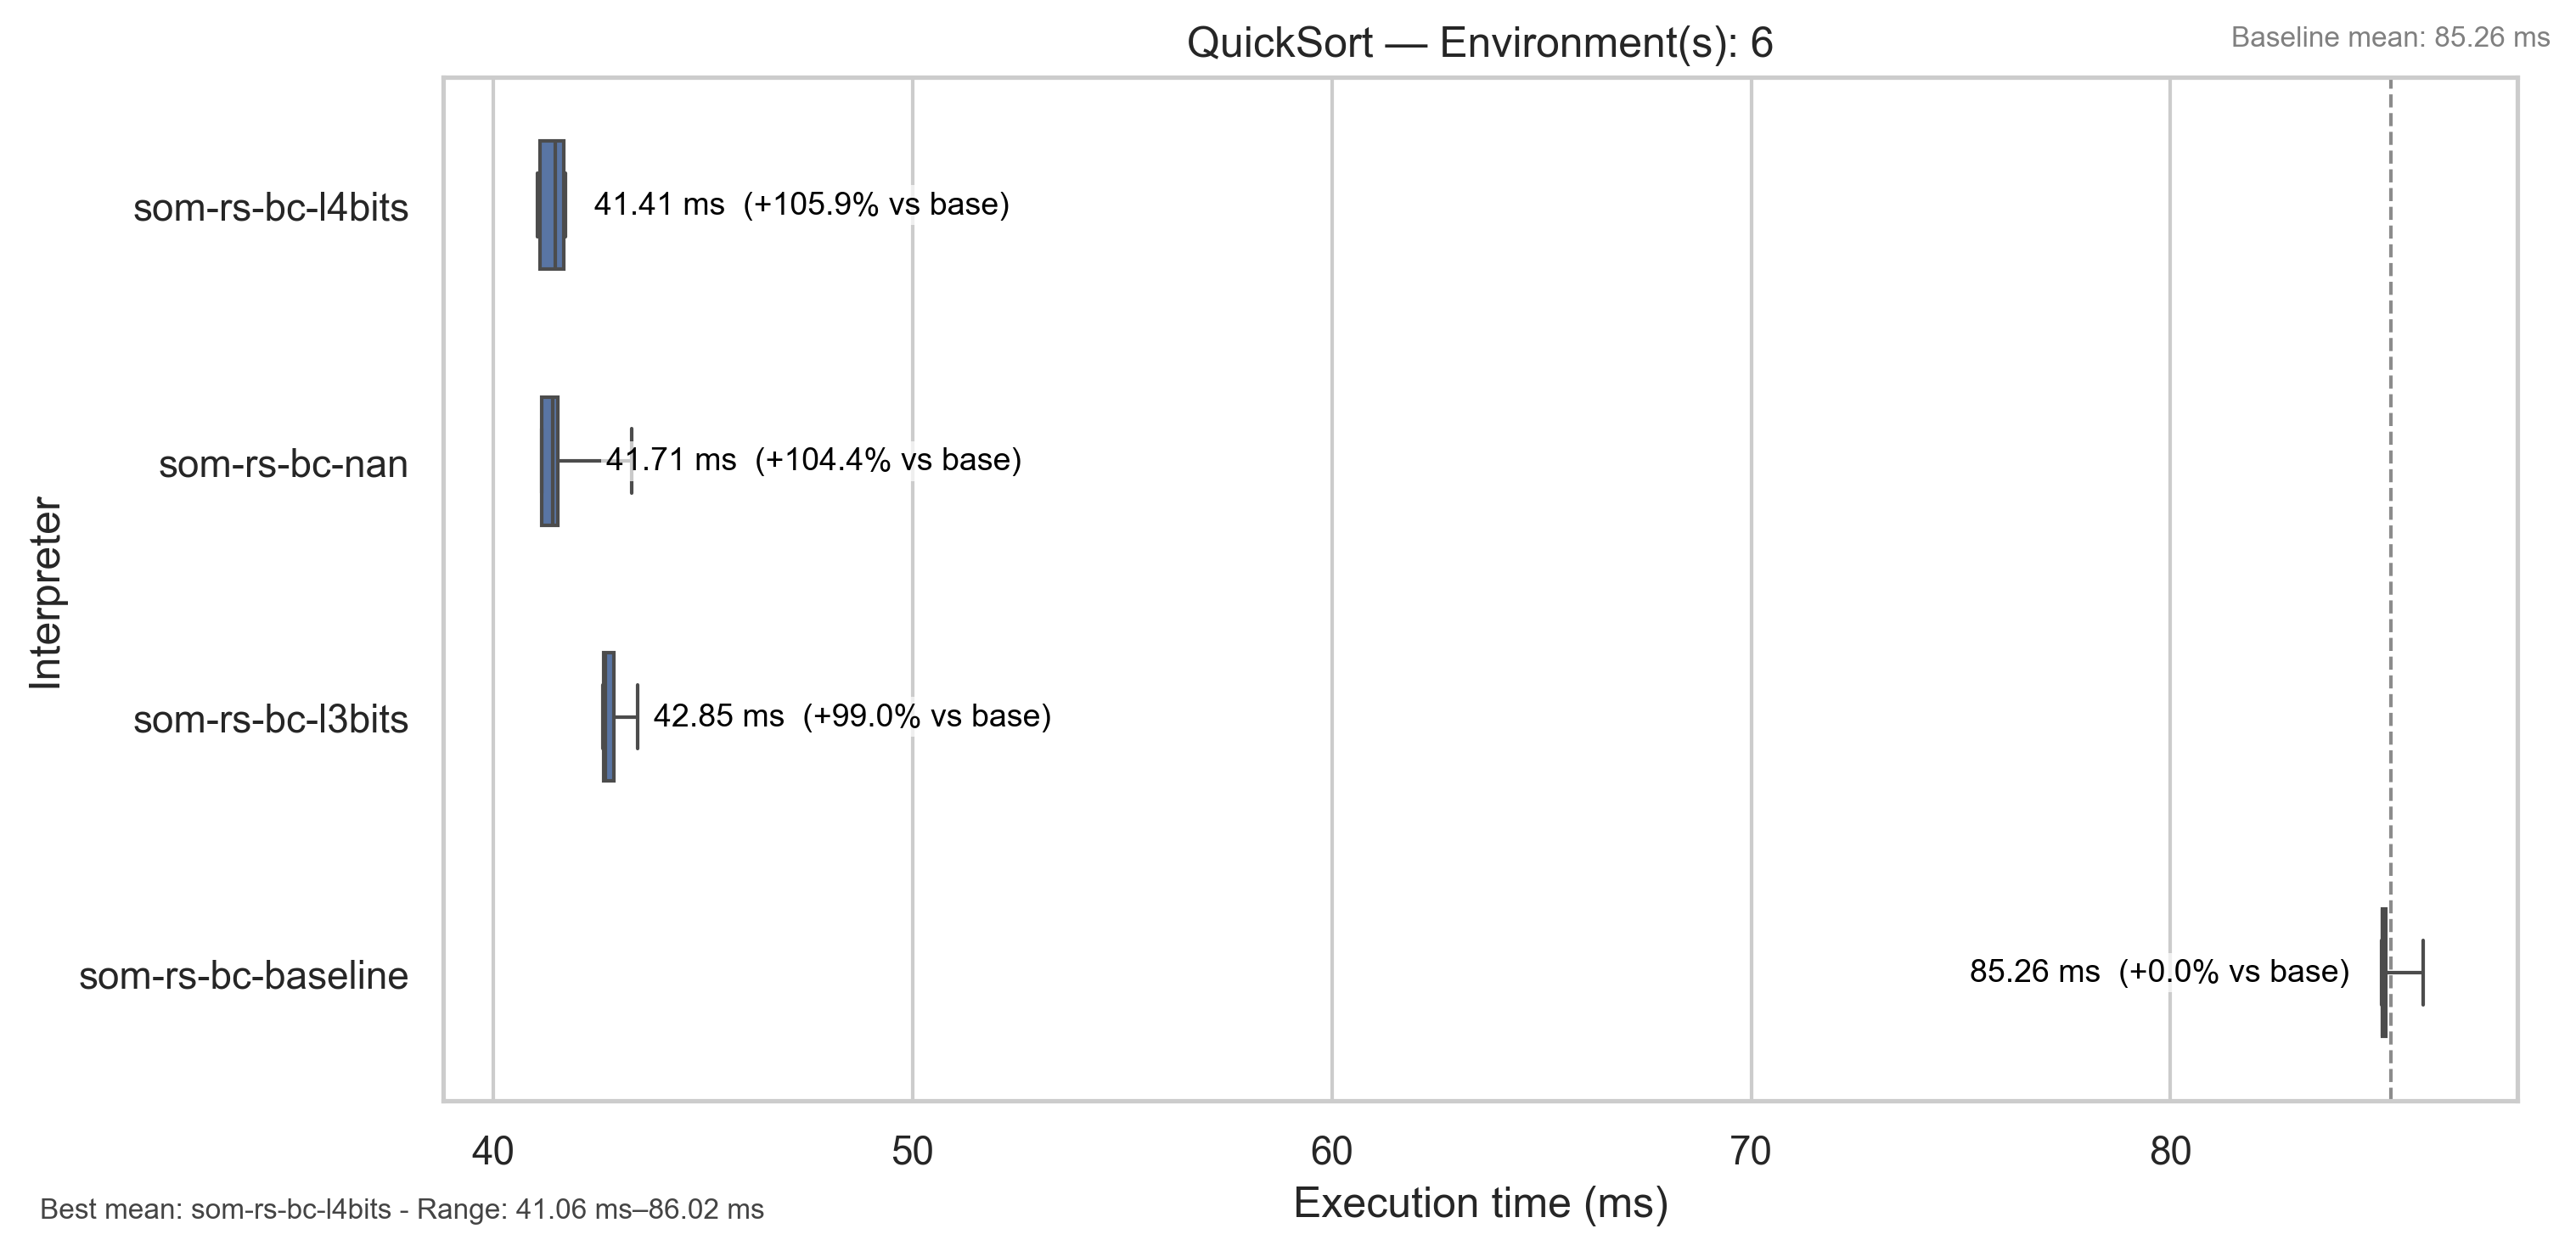 QuickSort — Environment(s): 6
Baseline mean: 85.26 ms
Interpreter
som-rs-bc-l4bits
41.41 ms (+105.9% vs base)
som-rs-bc-nan
41.71 ms (+104.4% vs base)
som-rs-bc-l3bits
42.85 ms (+99.0% vs base)
som-rs-bc-baseline
85.26 ms (+0.0% vs base)
40 50 60 70 80
Execution time (ms)
Best mean: som-rs-bc-l4bits - Range: 41.06 ms–86.02 ms